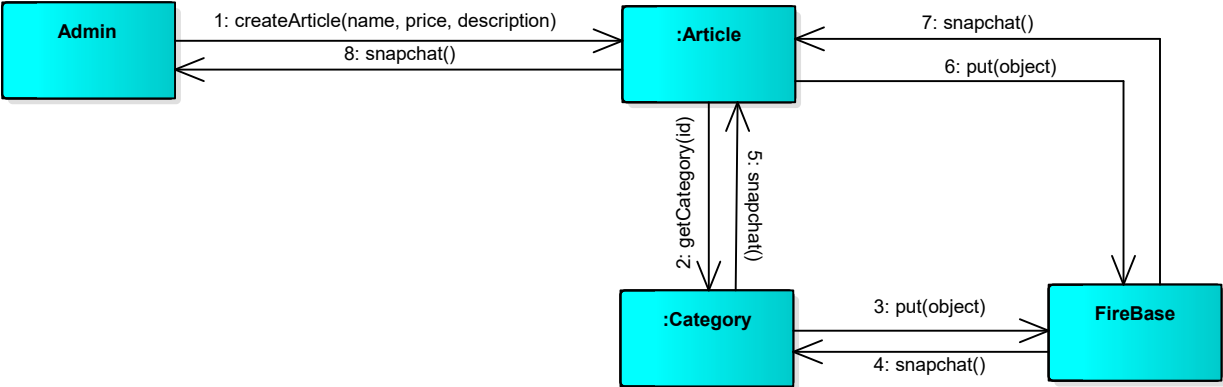 Admin
1: createArticle(name, price, description)
8: snapchat()
:Article
7: snapchat()
6: put(object)
2: getCategory(id)
5: snapchat()
:Category
3: put(object)
4: snapchat()
FireBase